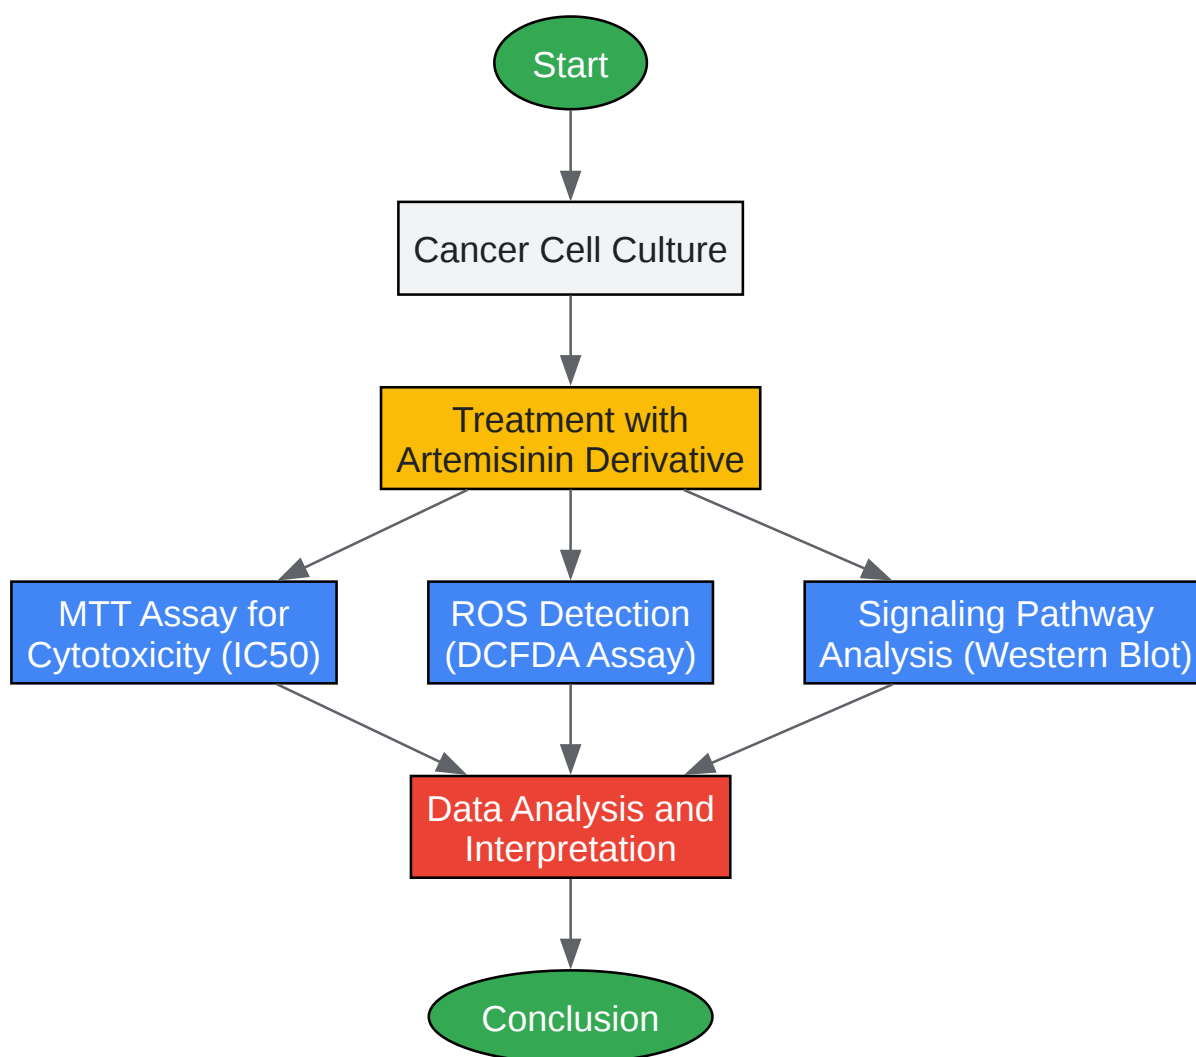 Start
Cancer Cell Culture
Treatment with
Artemisinin Derivative
MTT Assay for
Cytotoxicity (IC50)
ROS Detection
(DCFDA Assay)
Signaling Pathway
Analysis (Western Blot)
Data Analysis and
Interpretation
Conclusion